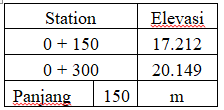 Station Elevasi
0 + 150 17.212
0 + 300 20.149
Panjang 150 m